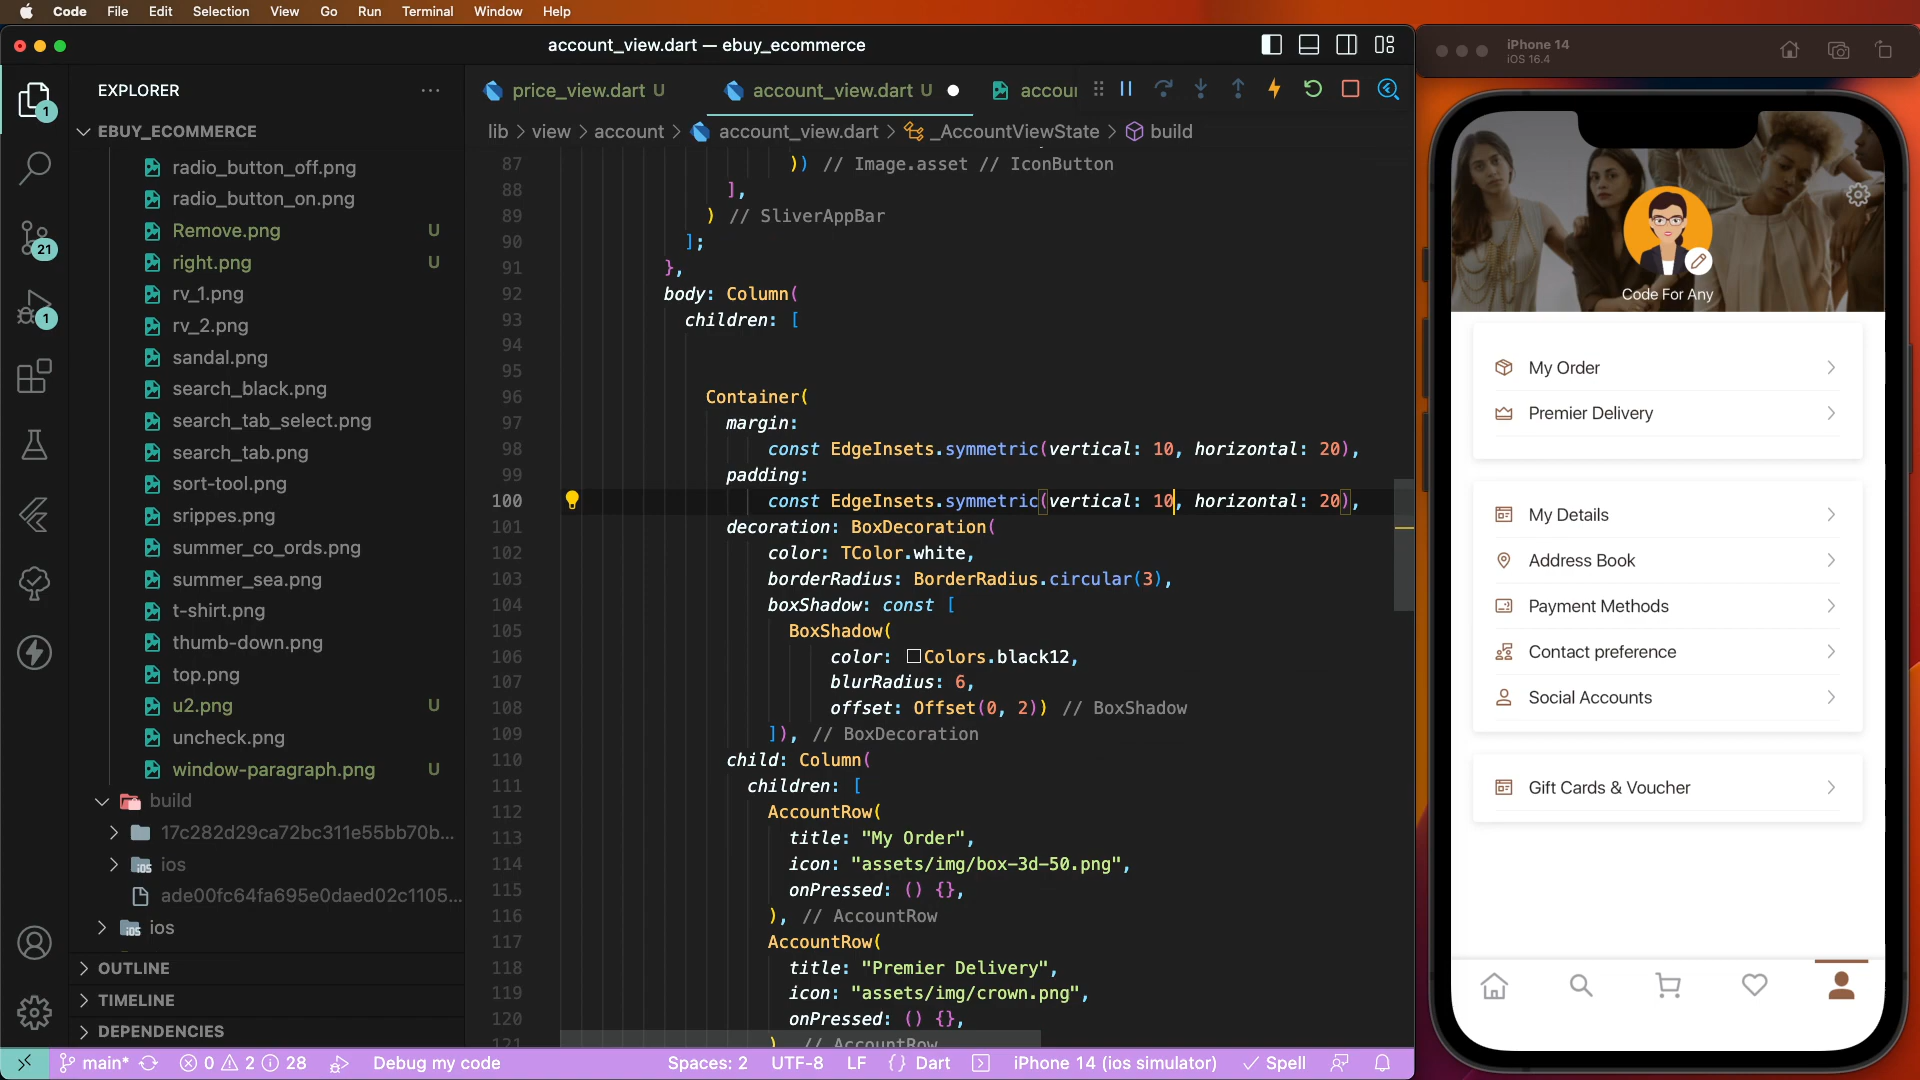 Code File Edit Selection View Go Run Terminal Window Help
account_view.dart — ebuy_ecommerce
EXPLORER
EBUY_ECOMMERCE
radio_button_off.png
radio_button_on.png
Remove.png U
right.png U
rv_1.png
rv_2.png
sandal.png
search_black.png
search_tab_select.png
search_tab.png
sort-tool.png
srippes.png
summer_co_ords.png
summer_sea.png
t-shirt.png
thumb-down.png
top.png
u2.png U
uncheck.png
window-paragraph.png U
build
17c282d29ca72bc311e55bb70b...
ios
ade00fc64fa695e0daed02c1105...
ios
OUTLINE
TIMELINE
DEPENDENCIES
1
21
1
price_view.dart U account_view.dart U accour
lib > view > account > account_view.dart > _AccountViewState > build
87 )) // Image.asset // IconButton
88 ],
89 ) // SliverAppBar
90 ];
91 },
92 body: Column(
93 children: [
94
95
96 Container(
97 margin:
98 const EdgeInsets.symmetric(vertical: 10, horizontal: 20),
99 padding:
100 const EdgeInsets.symmetric(vertical: 10, horizontal: 20),
101 decoration: BoxDecoration(
102 color: TColor.white,
103 borderRadius: BorderRadius.circular(3),
104 boxShadow: const [
105 BoxShadow(
106 color: Colors.black12,
107 blurRadius: 6,
108 offset: Offset(0, 2)) // BoxShadow
109 ]), // BoxDecoration
110 child: Column(
111 children: [
112 AccountRow(
113 title: "My Order",
114 icon: "assets/img/box-3d-50.png",
115 onPressed: () {},
116 ), // AccountRow
117 AccountRow(
118 title: "Premier Delivery",
119 icon: "assets/img/crown.png",
120 onPressed: () {},
121 ) // AccountRow
main* 0 2 28 Debug my code Spaces: 2 UTF-8 LF {} Dart iPhone 14 (ios simulator) Spell
iPhone 14
iOS 16.4
Code For Any
My Order
Premier Delivery
My Details
Address Book
Payment Methods
Contact preference
Social Accounts
Gift Cards & Voucher